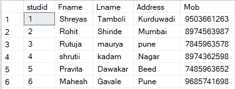 studid Fname Lname Address Mob
1 1 Shreyas Tamboli Kurduwadi 9503661263
2 2 Rohit Shinde Mumbai 8974563987
3 3 Rutuja maurya pune 7845963578
4 4 shrutii kadam Nagar 8974362598
5 5 Pravita Dawakar Beed 7485963652
6 6 Mahesh Gavale Pune 9685741698